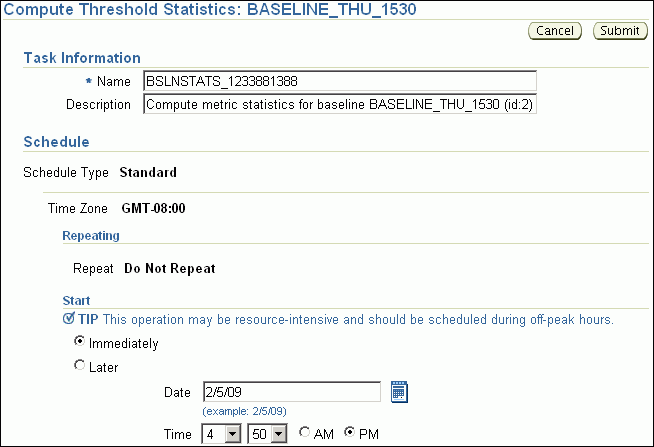 Compute Threshold Statistics: BASELINE_THU_1530
Cancel Submit
Task Information
* Name BSLNSTATS_1233881388
Description Compute metric statistics for baseline BASELINE_THU_1530 (id:2)
Schedule
Schedule Type Standard
Time Zone GMT-08:00
Repeating
Repeat Do Not Repeat
Start
TIP This operation may be resource-intensive and should be scheduled during off-peak hours.
Immediately
Later
Date 2/5/09
(example: 2/5/09)
Time 4 50 AM PM